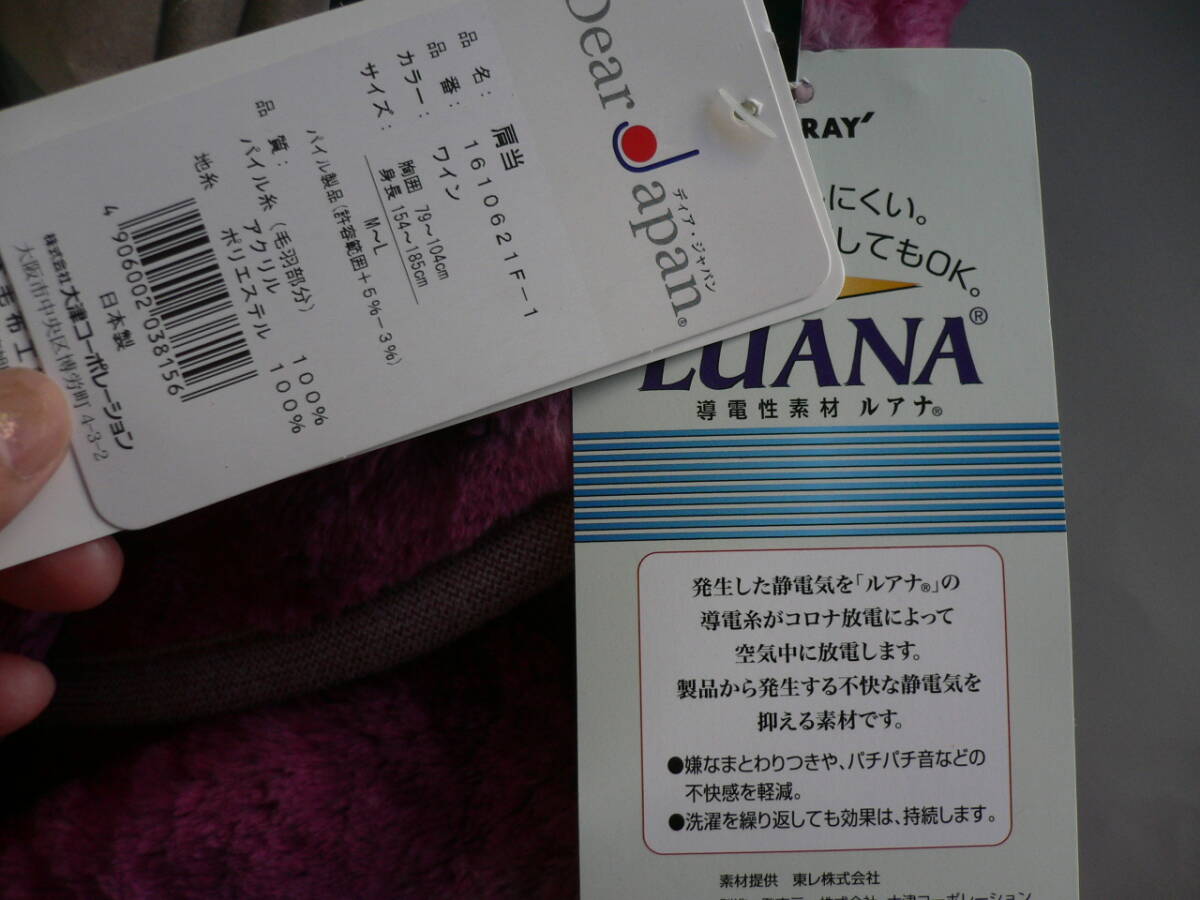 Dear Japan®
ディア・ジャパン
品 名： 肩当
品 番： 1610621F-1
カラー： ワイン
サイズ： 胸囲 79～104cm
身長 154～185cm
M～L
パイル製品(許容範囲+5%-3%)
品 質： パイル糸（毛羽部分）
アクリル 100%
地糸 ポリエステル 100%
4 906002 038156
日本製
株式会社 大津コーポレーション
大阪市中央区博労町 4-3-2
毛布工
RAY'
にくい。
してもOK。
LUANA®
導電性素材 ルアナ®
発生した静電気を「ルアナ®」の
導電糸がコロナ放電によって
空気中に放電します。
製品から発生する不快な静電気を
抑える素材です。
●嫌なまとわりつきや、パチパチ音などの
不快感を軽減。
●洗濯を繰り返しても効果は、持続します。
素材提供 東レ株式会社